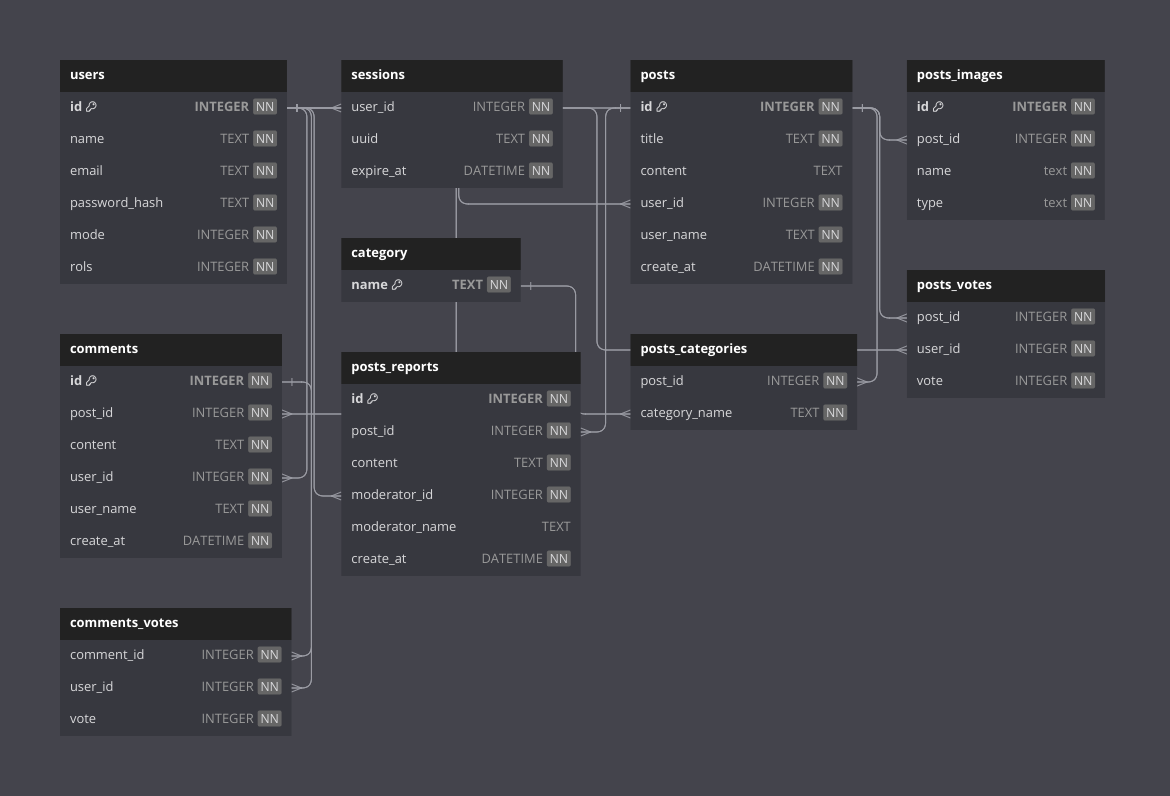 users
id INTEGER NN
name TEXT NN
email TEXT NN
password_hash TEXT NN
mode INTEGER NN
rols INTEGER NN
sessions
user_id INTEGER NN
uuid TEXT NN
expire_at DATETIME NN
posts
id INTEGER NN
title TEXT NN
content TEXT
user_id INTEGER NN
user_name TEXT NN
create_at DATETIME NN
posts_images
id INTEGER NN
post_id INTEGER NN
name text NN
type text NN
category
name TEXT NN
posts_votes
post_id INTEGER NN
user_id INTEGER NN
vote INTEGER NN
comments
id INTEGER NN
post_id INTEGER NN
content TEXT NN
user_id INTEGER NN
user_name TEXT NN
create_at DATETIME NN
posts_reports
id INTEGER NN
post_id INTEGER NN
content TEXT NN
moderator_id INTEGER NN
moderator_name TEXT
create_at DATETIME NN
posts_categories
post_id INTEGER NN
category_name TEXT NN
comments_votes
comment_id INTEGER NN
user_id INTEGER NN
vote INTEGER NN